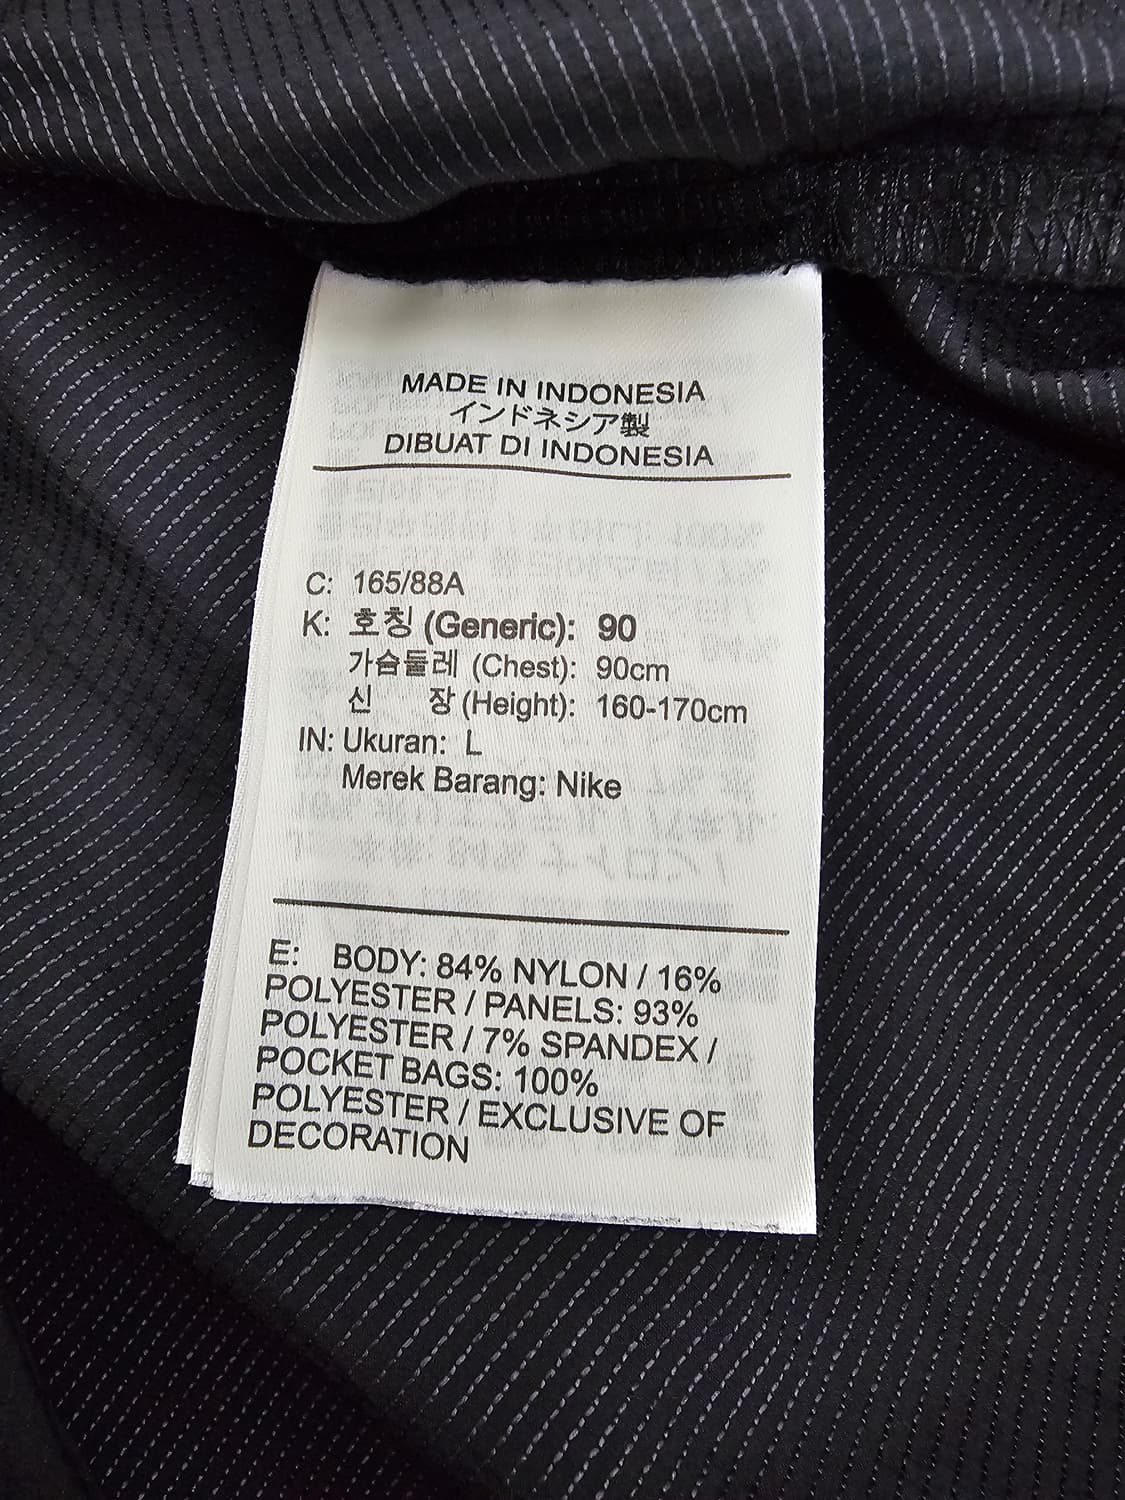 MADE IN INDONESIA
インドネシア製
DIBUAT DI INDONESIA
C: 165/88A
K: 호칭 (Generic): 90
가슴둘레 (Chest): 90cm
신 장 (Height): 160-170cm
IN: Ukuran: L
Merek Barang: Nike
E: BODY: 84% NYLON / 16%
POLYESTER / PANELS: 93%
POLYESTER / 7% SPANDEX /
POCKET BAGS: 100%
POLYESTER / EXCLUSIVE OF
DECORATION